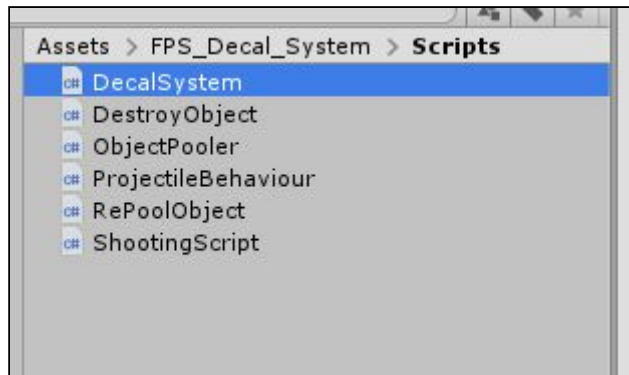 Assets > FPS_Decal_System > Scripts
c# DecalSystem
c# DestroyObject
c# ObjectPooler
c# ProjectileBehaviour
c# RePoolObject
c# ShootingScript